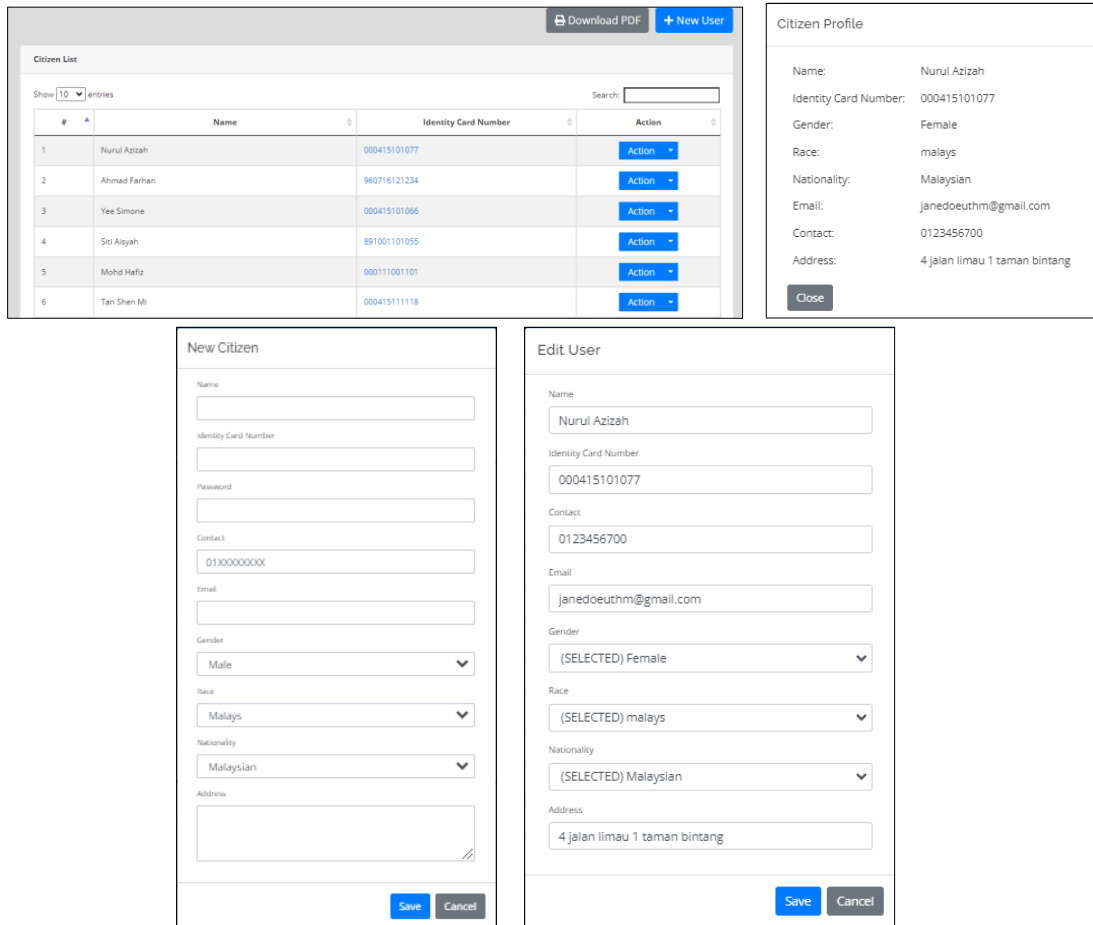 Download PDF + New User
Citizen List
Show 10 entries Search:
# Name Identity Card Number Action
1 Nurul Azizah 000415101077 Action
2 Ahmad Farhan 960716121234 Action
3 Yee Simone 000415101066 Action
4 Siti Aisyah 891001101055 Action
5 Mohd Hafiz 000111001101 Action
6 Tan Shen Mi 000415111118 Action
Citizen Profile
Name: Nurul Azizah
Identity Card Number: 000415101077
Gender: Female
Race: malays
Nationality: Malaysian
Email: janedoeuthm@gmail.com
Contact: 0123456700
Address: 4 jalan limau 1 taman bintang
Close
New Citizen
Name
Identity Card Number
Password
Contact
01XXXXXXXX
Email
Gender
Male
Race
Malays
Nationality
Malaysian
Address
Save Cancel
Edit User
Name
Nurul Azizah
Identity Card Number
000415101077
Contact
0123456700
Email
janedoeuthm@gmail.com
Gender
(SELECTED) Female
Race
(SELECTED) malays
Nationality
(SELECTED) Malaysian
Address
4 jalan limau 1 taman bintang
Save Cancel